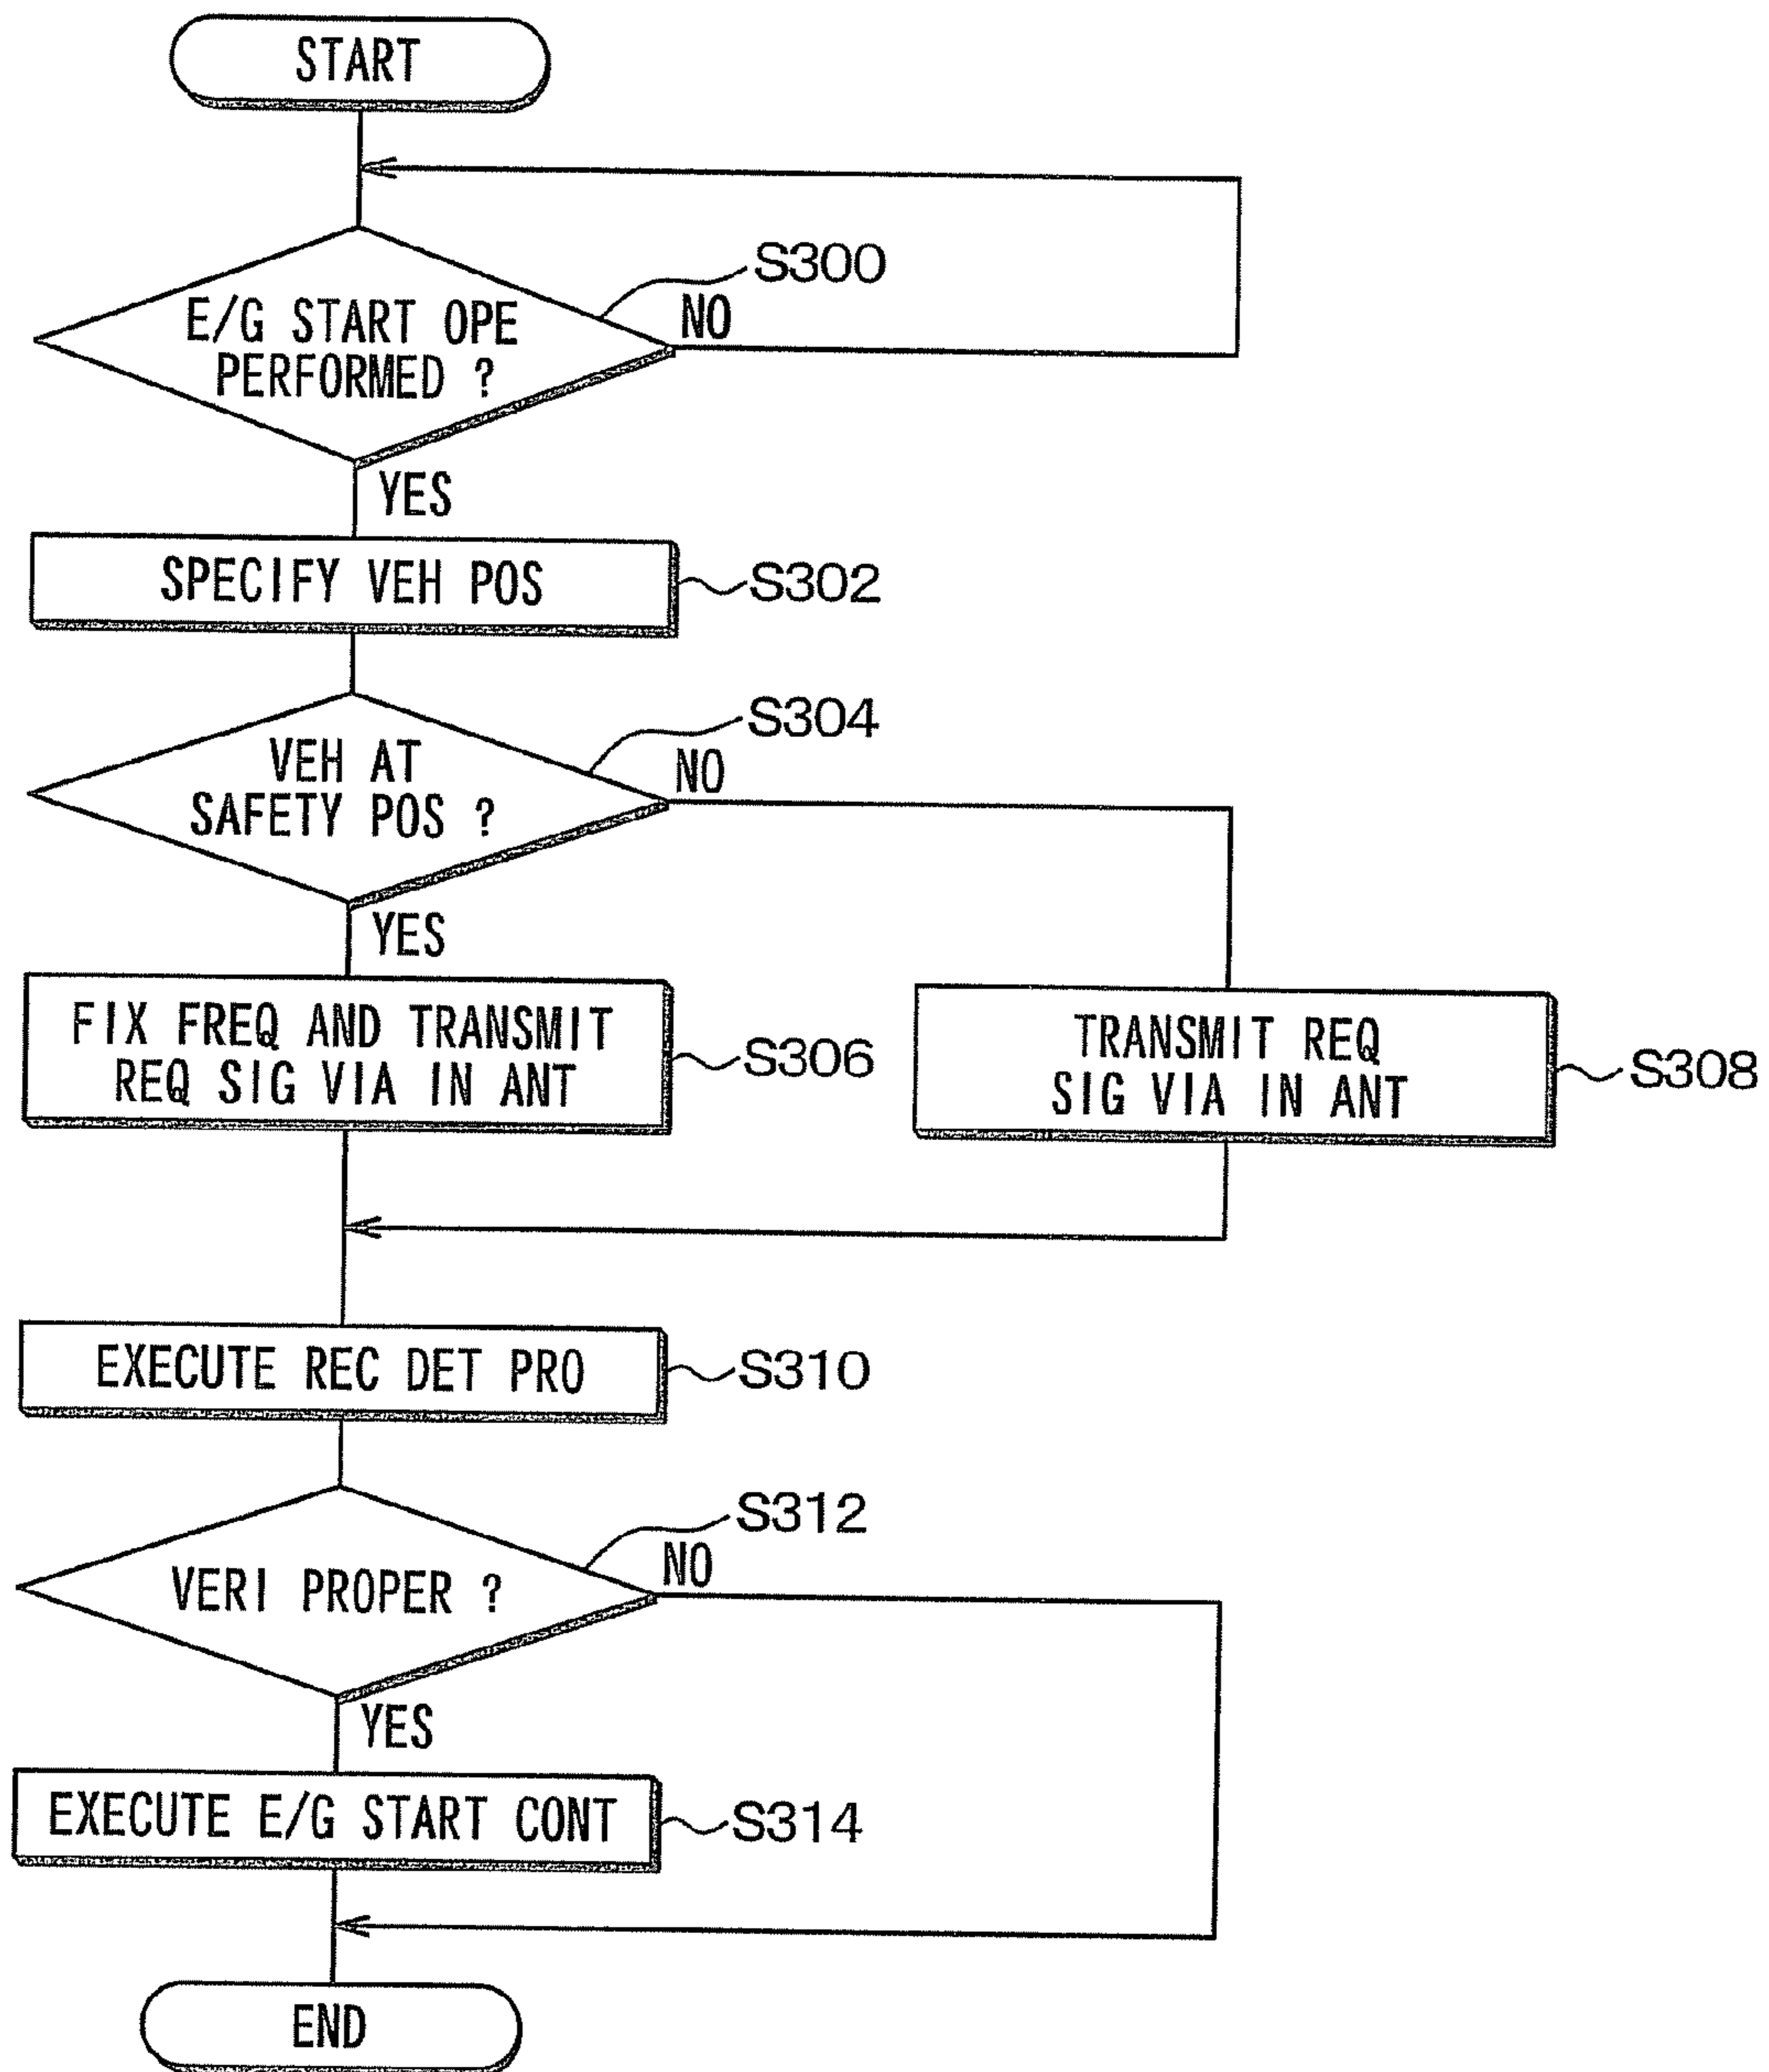 START
E/G START OPE
PERFORMED ?
S300
NO
YES
SPECIFY VEH POS
S302
VEH AT
SAFETY POS ?
S304
NO
YES
FIX FREQ AND TRANSMIT
REQ SIG VIA IN ANT
S306
TRANSMIT REQ
SIG VIA IN ANT
S308
EXECUTE REC DET PRO
S310
VERI PROPER ?
S312
NO
YES
EXECUTE E/G START CONT
S314
END